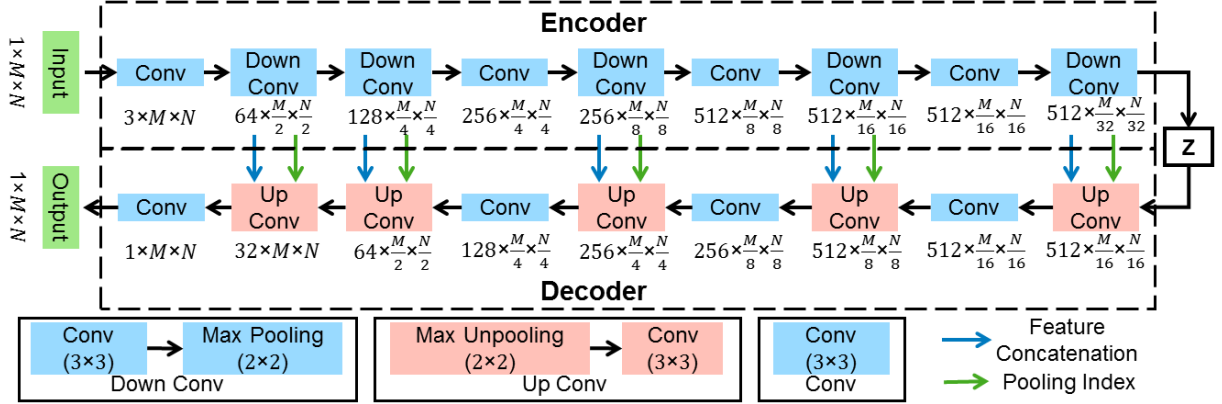 Encoder
1×M×N
Input
Conv
Down
Conv
Down
Conv
Conv
Down
Conv
Conv
Down
Conv
Conv
Down
Conv
3×M×N
64×M/2×N/2
128×M/4×N/4
256×M/4×N/4
256×M/8×N/8
512×M/8×N/8
512×M/16×N/16
512×M/16×N/16
512×M/32×N/32
Z
1×M×N
Output
Conv
Up
Conv
Up
Conv
Conv
Up
Conv
Conv
Up
Conv
Conv
Up
Conv
1×M×N
32×M×N
64×M/2×N/2
128×M/4×N/4
256×M/4×N/4
256×M/8×N/8
512×M/8×N/8
512×M/16×N/16
512×M/16×N/16
Decoder
Conv
(3×3)
Max Pooling
(2×2)
Down Conv
Max Unpooling
(2×2)
Conv
(3×3)
Up Conv
Conv
(3×3)
Conv
Feature
Concatenation
Pooling Index